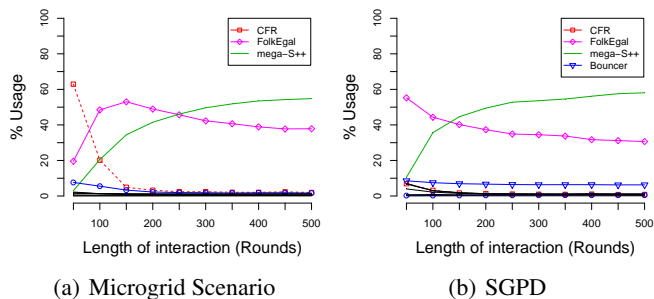 100
80
60
40
20
0
% Usage
CFR
FolkEgal
mega−S++
100 200 300 400 500
Length of interaction (Rounds)
(a) Microgrid Scenario
100
80
60
40
20
0
% Usage
CFR
FolkEgal
mega−S++
Bouncer
100 200 300 400 500
Length of interaction (Rounds)
(b) SGPD